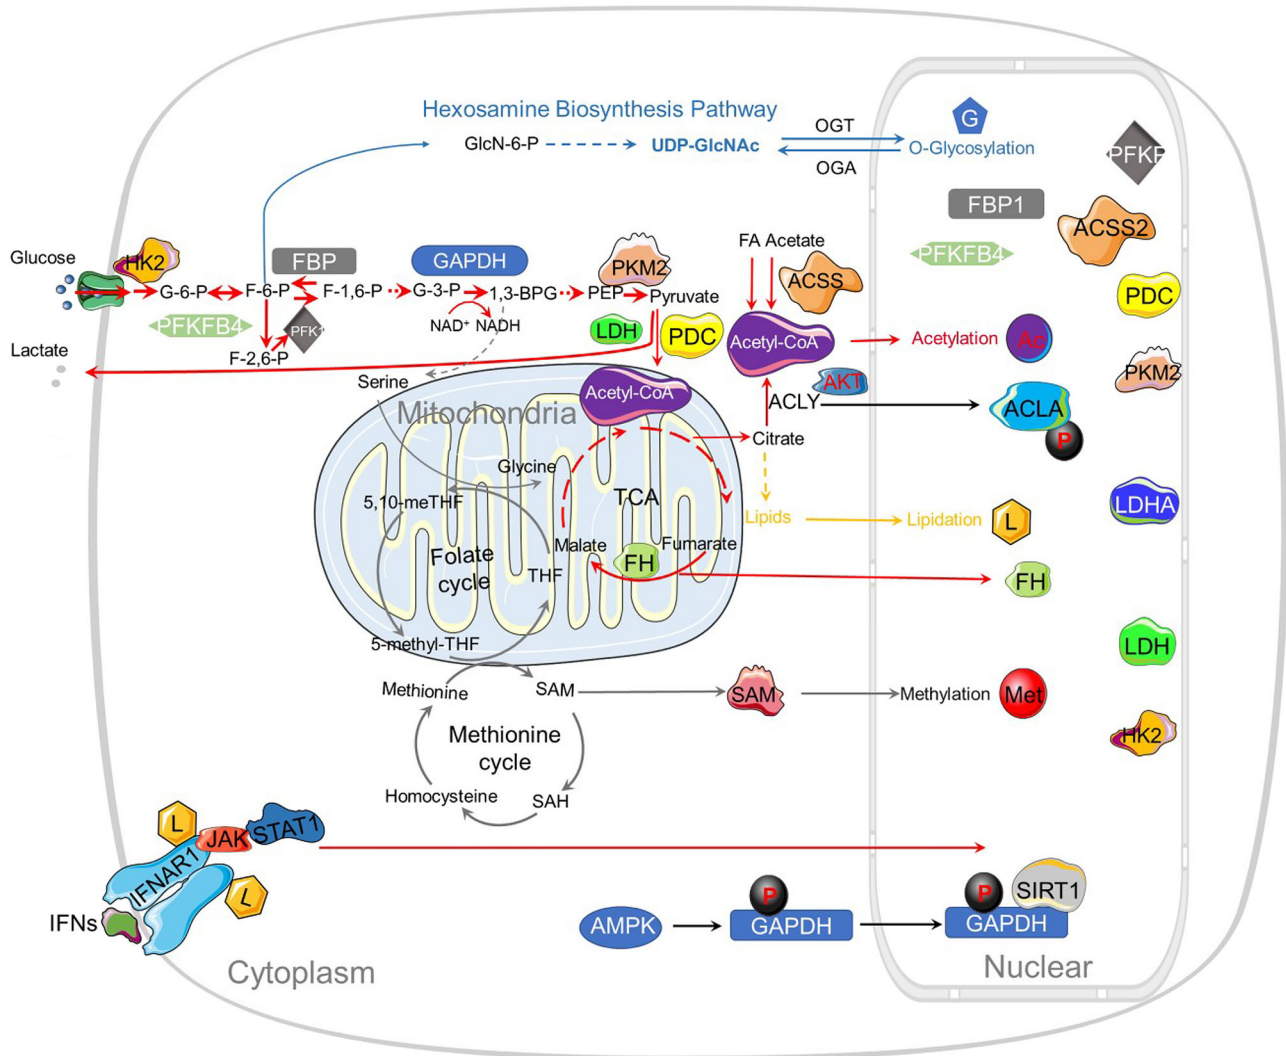 Hexosamine Biosynthesis Pathway
GlcN-6-P
UDP-GlcNAc
OGT
OGA
G
O-Glycosylation
PFKP
FBP1
ACSS2
PFKFB4
PDC
PKM2
Glucose
HK2
FBP
GAPDH
PKM2
FA Acetate
ACSS
G-6-P
F-6-P
F-1,6-P
G-3-P
1,3-BPG
PEP
Pyruvate
PFKFB4
PFK1
NAD⁺ NADH
LDH
PDC
Acetyl-CoA
Acetylation
Ac
Lactate
F-2,6-P
Serine
Mitochondria
Acetyl-CoA
AKT
ACLY
ACLA
P
Citrate
Glycine
5,10-meTHF
TCA
Lipids
Lipidation
L
LDHA
Folate
cycle
THF
Malate
FH
Fumarate
FH
5-methyl-THF
LDH
Methionine
SAM
SAM
Methylation
Met
Methionine
cycle
HK2
Homocysteine
SAH
L
JAK
STAT1
IFNAR1
L
IFNs
AMPK
P
GAPDH
P
SIRT1
GAPDH
Cytoplasm
Nuclear